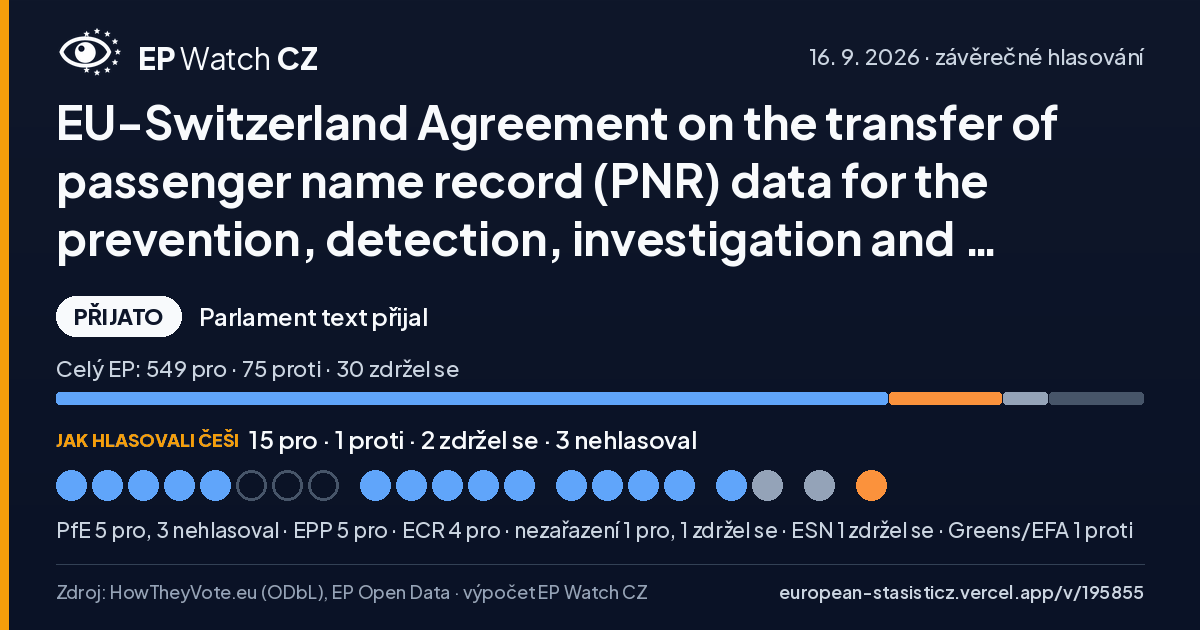 EP Watch CZ
16. 9. 2026 · závěrečné hlasování
EU–Switzerland Agreement on the transfer of
passenger name record (PNR) data for the
prevention, detection, investigation and …
PŘIJATO Parlament text přijal
Celý EP: 549 pro · 75 proti · 30 zdržel se
JAK HLASOVALI ČEŠI 15 pro · 1 proti · 2 zdržel se · 3 nehlasoval
PfE 5 pro, 3 nehlasoval · EPP 5 pro · ECR 4 pro · nezařazení 1 pro, 1 zdržel se · ESN 1 zdržel se · Greens/EFA 1 proti
Zdroj: HowTheyVote.eu (ODbL), EP Open Data · výpočet EP Watch CZ
european-stasisticz.vercel.app/v/195855